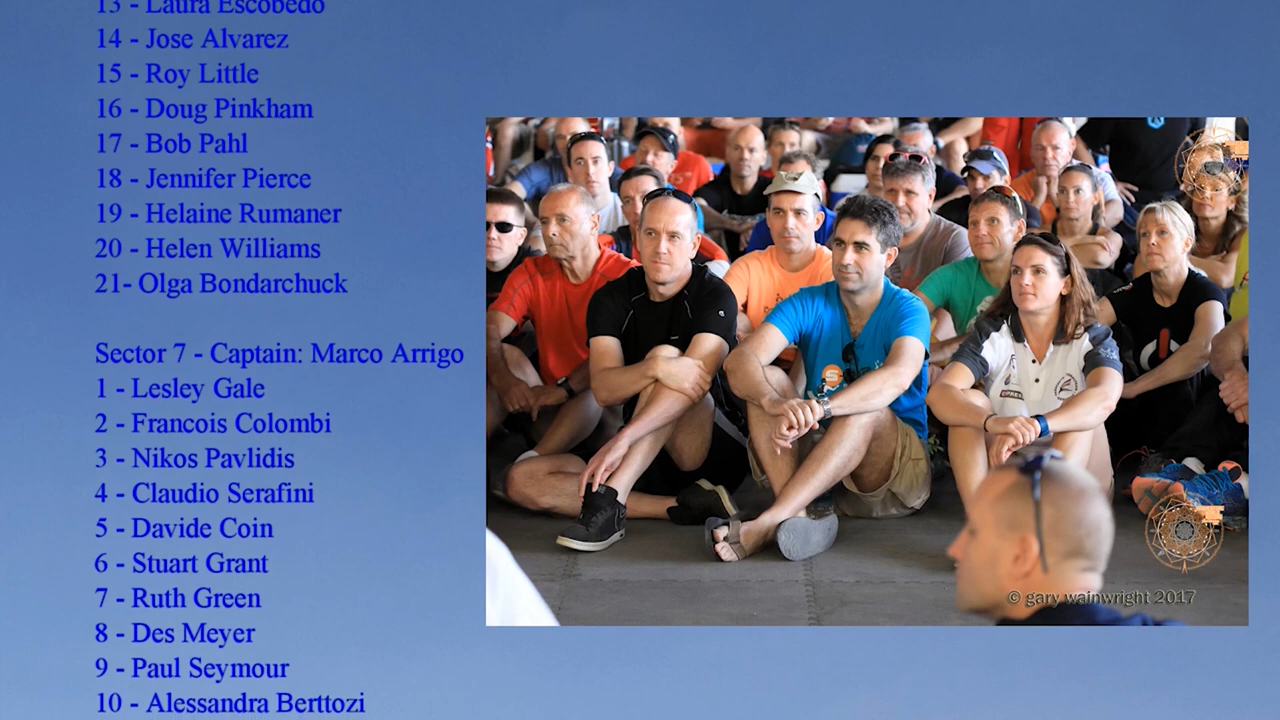 13 - Laura Escobedo
14 - Jose Alvarez
15 - Roy Little
16 - Doug Pinkham
17 - Bob Pahl
18 - Jennifer Pierce
19 - Helaine Rumaner
20 - Helen Williams
21- Olga Bondarchuck
Sector 7 - Captain: Marco Arrigo
1 - Lesley Gale
2 - Francois Colombi
3 - Nikos Pavlidis
4 - Claudio Serafini
5 - Davide Coin
6 - Stuart Grant
7 - Ruth Green
8 - Des Meyer
9 - Paul Seymour
10 - Alessandra Berttozi
© gary wainwright 2017